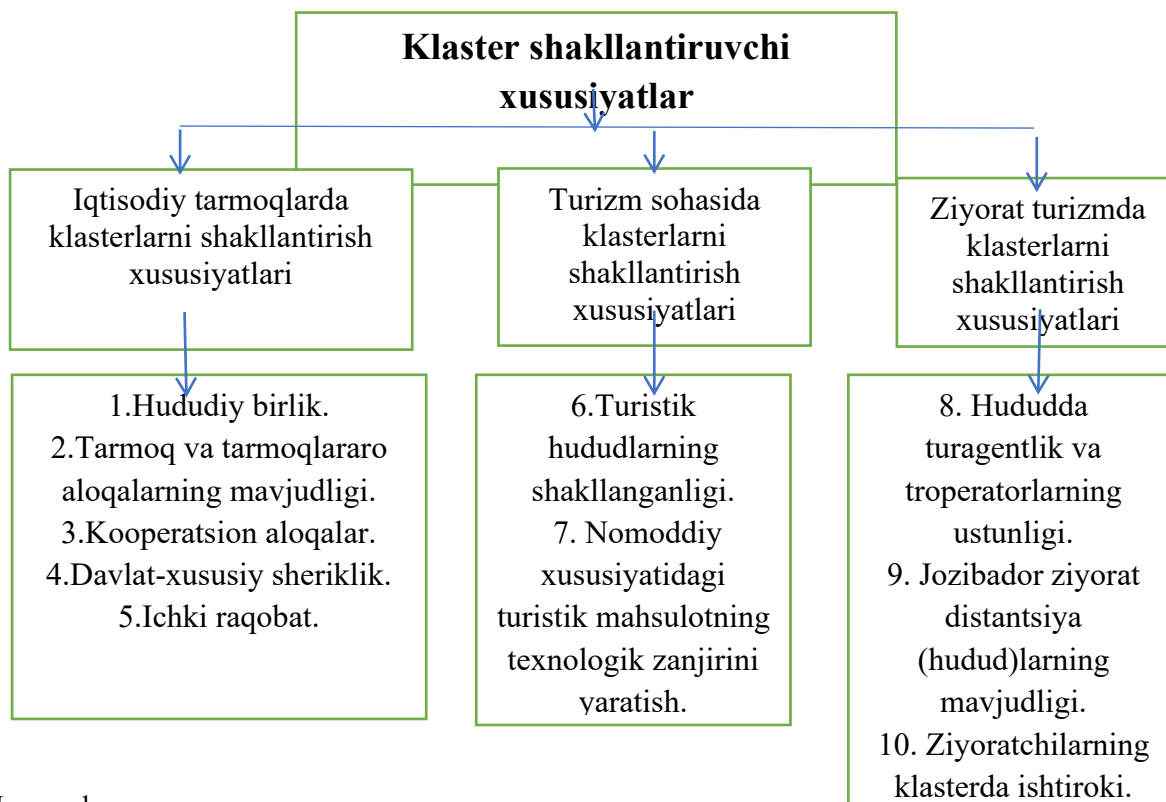 Klaster shakllantiruvchi
xususiyatlar
Iqtisodiy tarmoqlarda
klasterlarni shakllantirish
xususiyatlari
Turizm sohasida
klasterlarni
shakllantirish
xususiyatlari
Ziyorat turizmda
klasterlarni
shakllantirish
xususiyatlari
1.Hududiy birlik.
2.Tarmoq va tarmoqlararo
aloqalarning mavjudligi.
3.Kooperatsion aloqalar.
4.Davlat-xususiy sheriklik.
5.Ichki raqobat.
6.Turistik
hududlarning
shakllanganligi.
7. Nomoddiy
xususiyatidagi
turistik mahsulotning
texnologik zanjirini
yaratish.
8. Hududda
turagentlik va
troperatorlarning
ustunligi.
9. Jozibador ziyorat
distantsiya
(hudud)larning
mavjudligi.
10. Ziyoratchilarning
klasterda ishtiroki.